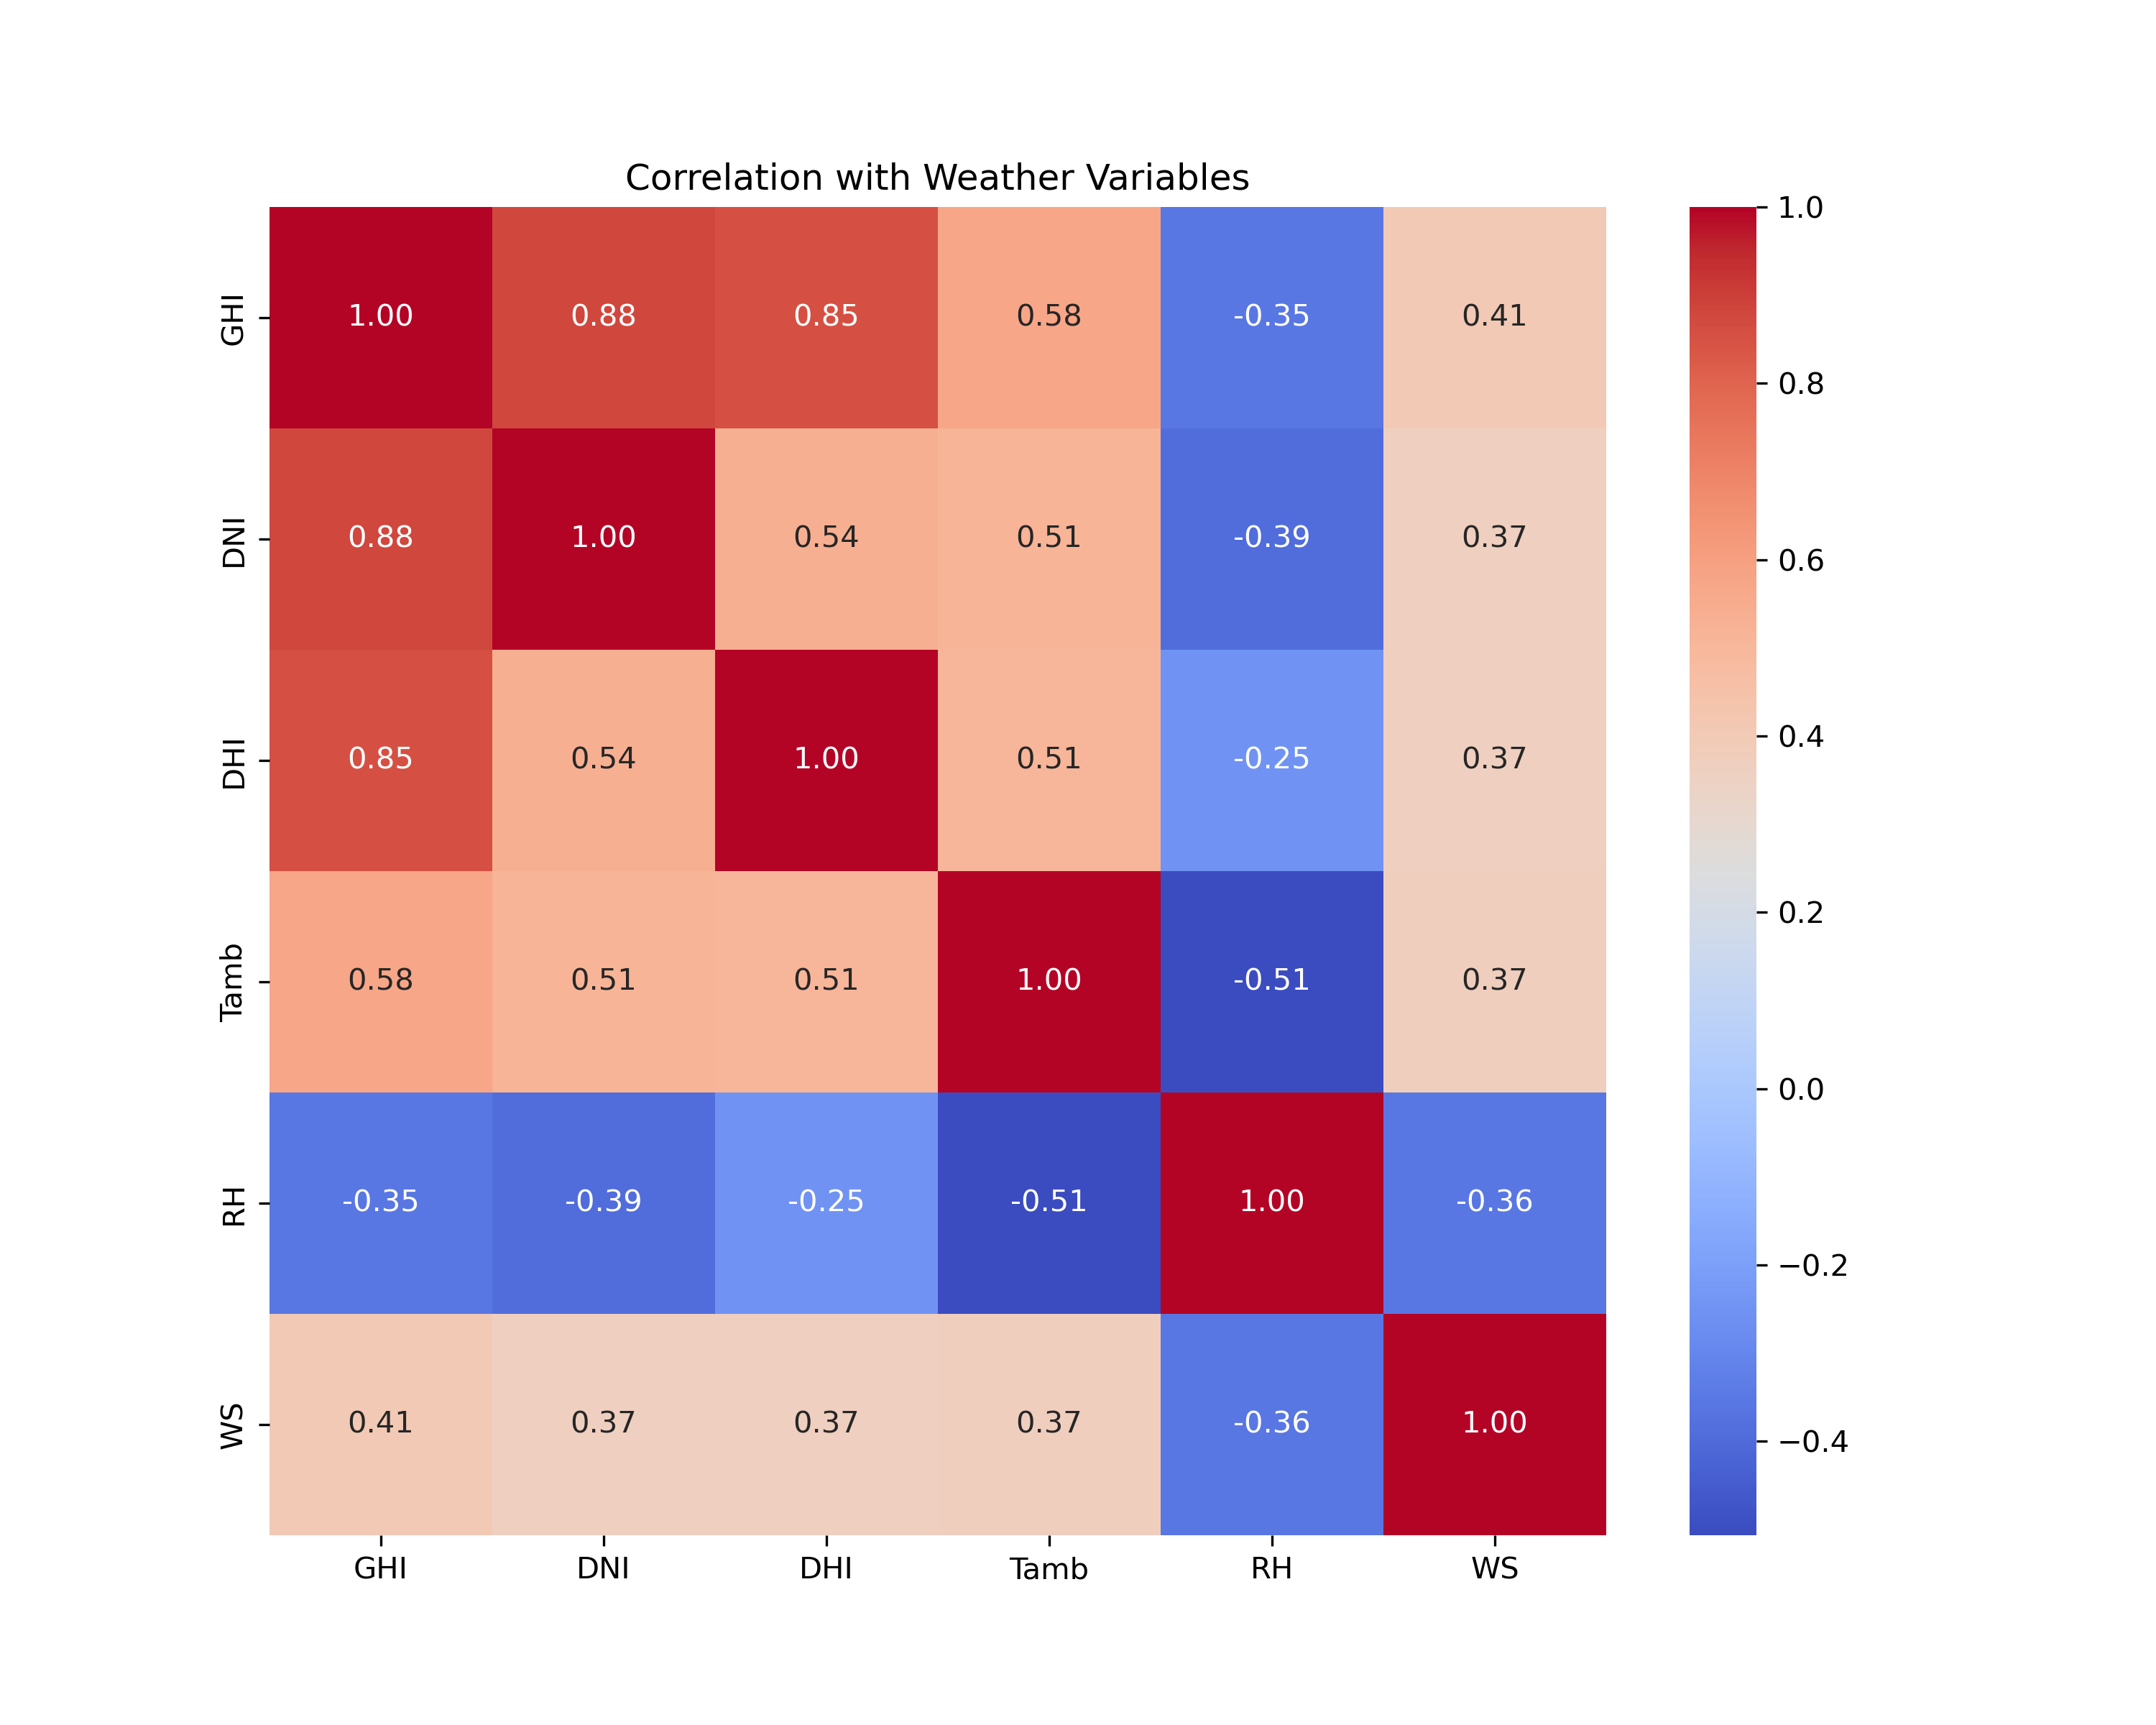 Correlation with Weather Variables
GHI 1.00 0.88 0.85 0.58 -0.35 0.41
DNI 0.88 1.00 0.54 0.51 -0.39 0.37
DHI 0.85 0.54 1.00 0.51 -0.25 0.37
Tamb 0.58 0.51 0.51 1.00 -0.51 0.37
RH -0.35 -0.39 -0.25 -0.51 1.00 -0.36
WS 0.41 0.37 0.37 0.37 -0.36 1.00
GHI DNI DHI Tamb RH WS
1.0
0.8
0.6
0.4
0.2
0.0
−0.2
−0.4